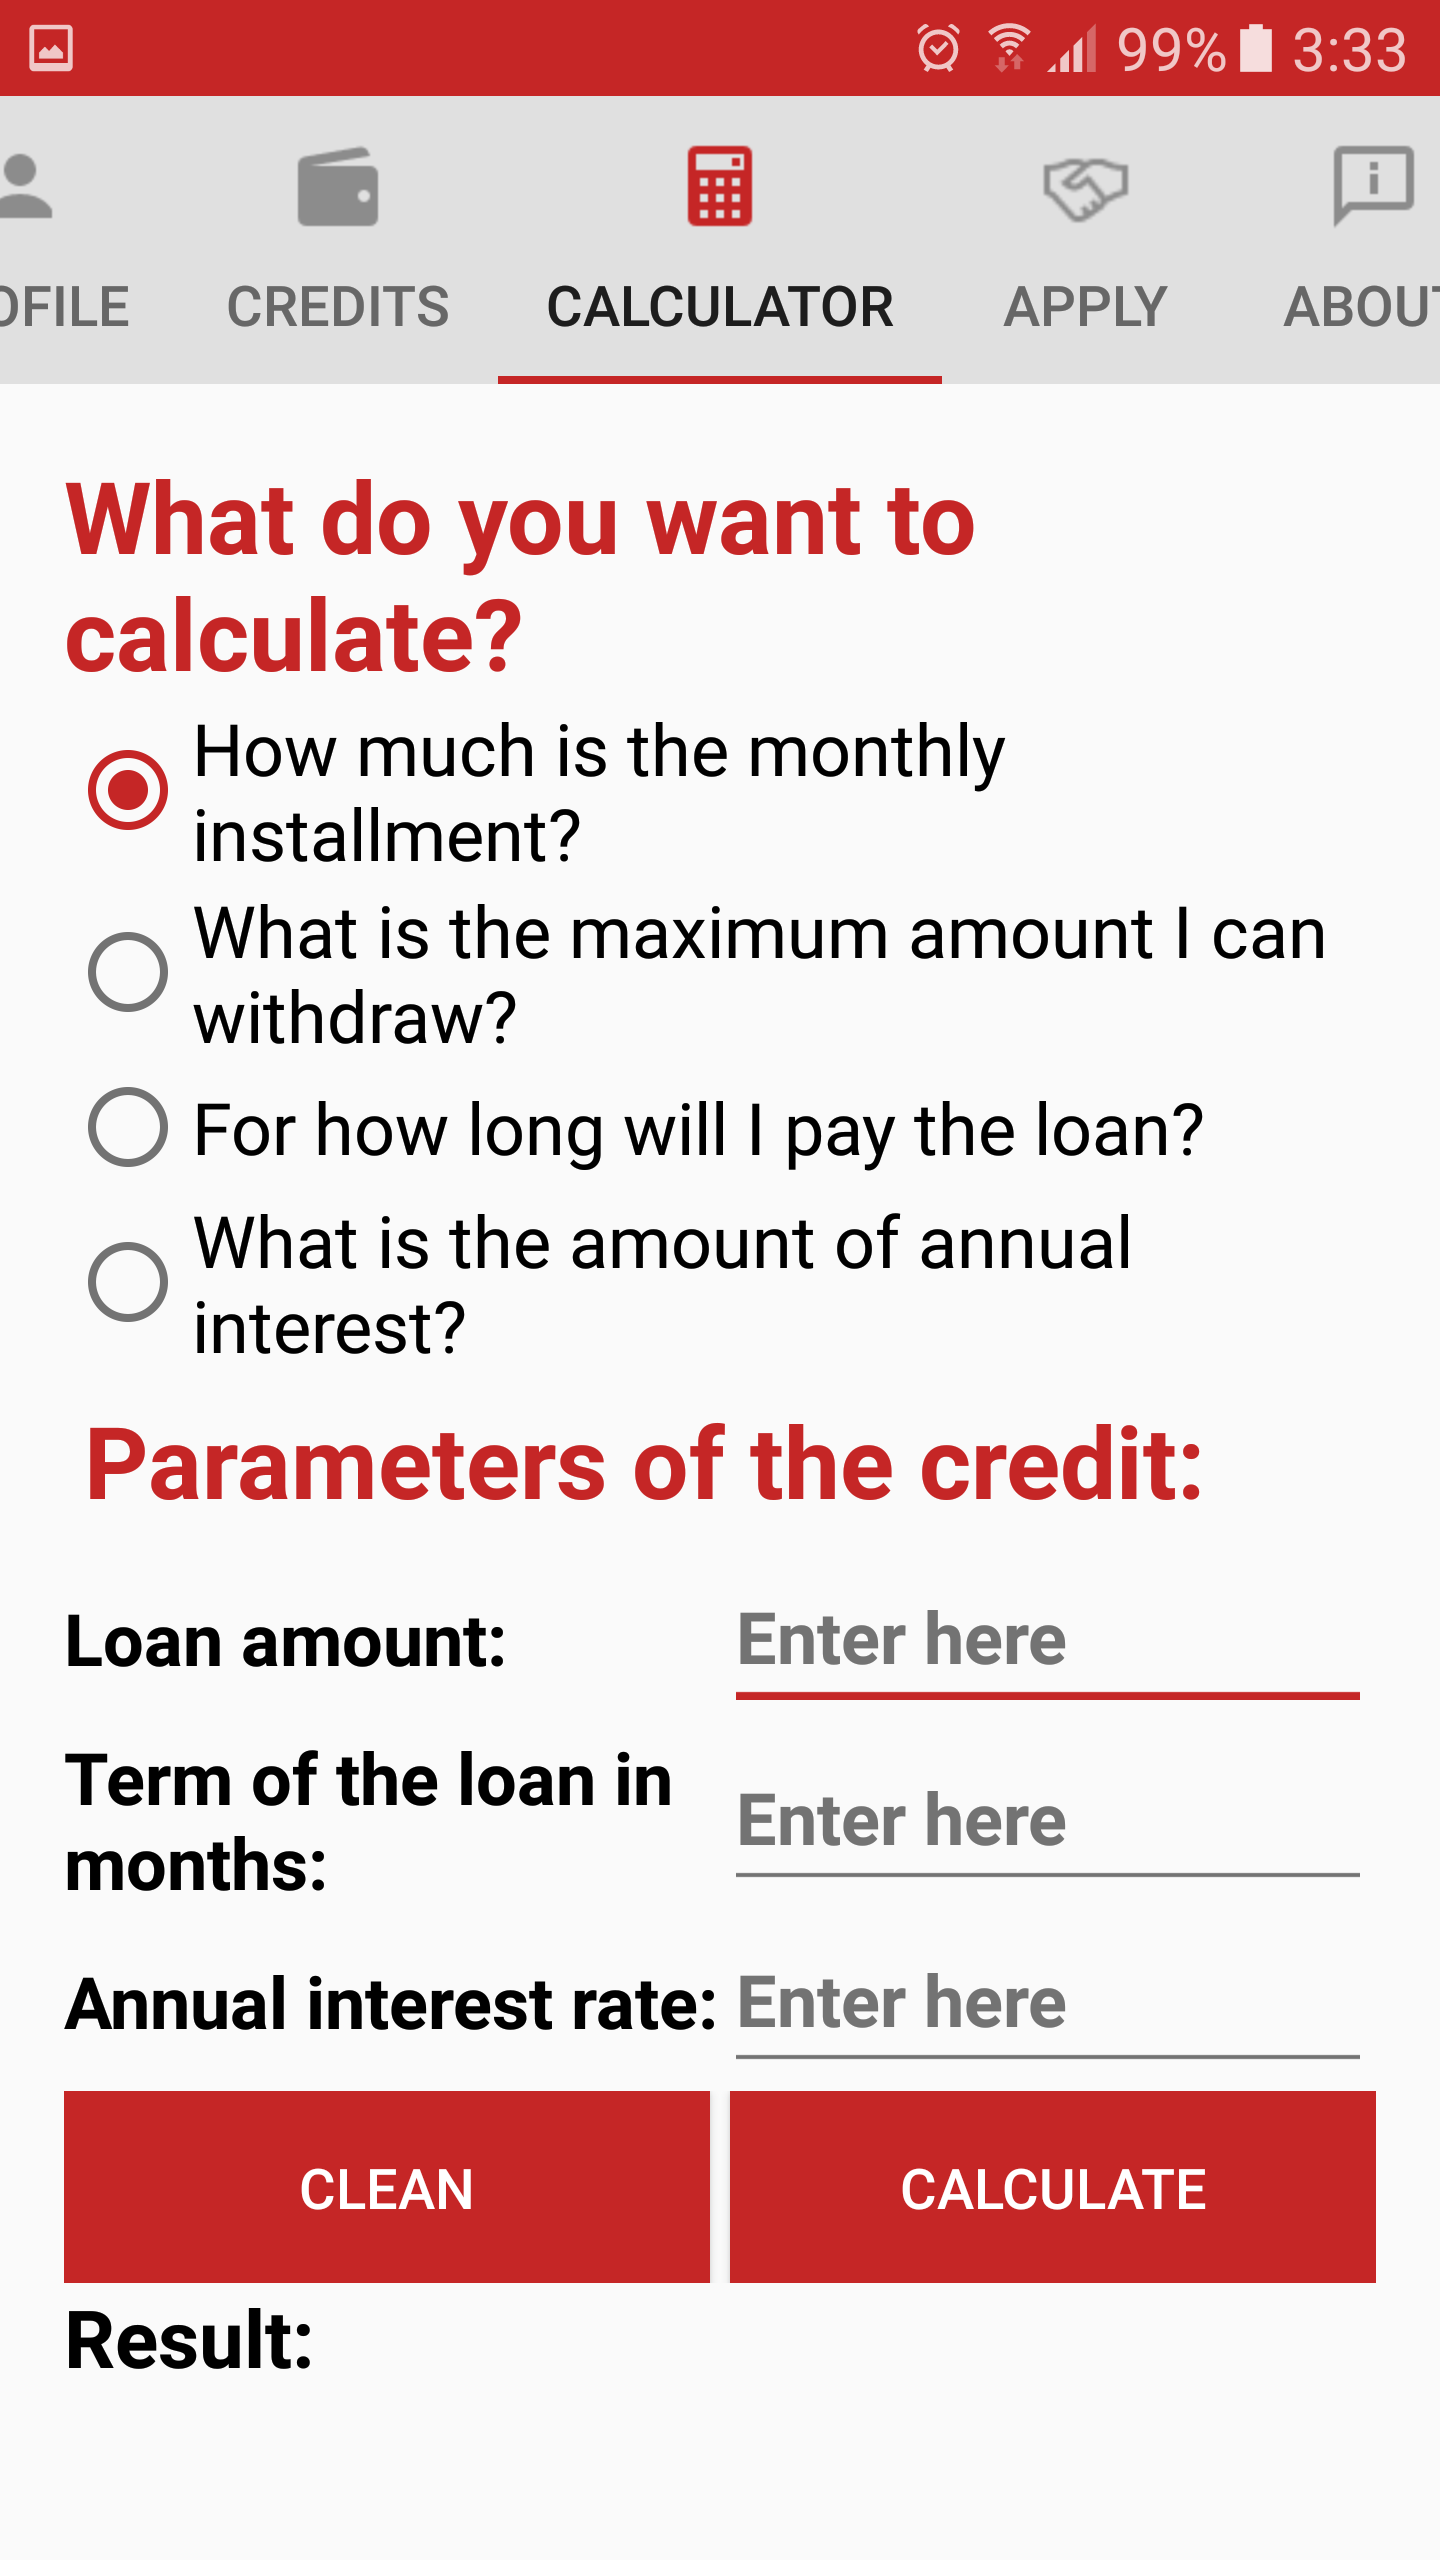 99% 3:33
OFILE CREDITS CALCULATOR APPLY ABOUT
What do you want to
calculate?
How much is the monthly
installment?
What is the maximum amount I can
withdraw?
For how long will I pay the loan?
What is the amount of annual
interest?
Parameters of the credit:
Loan amount: Enter here
Term of the loan in
months:
Enter here
Annual interest rate: Enter here
CLEAN CALCULATE
Result: